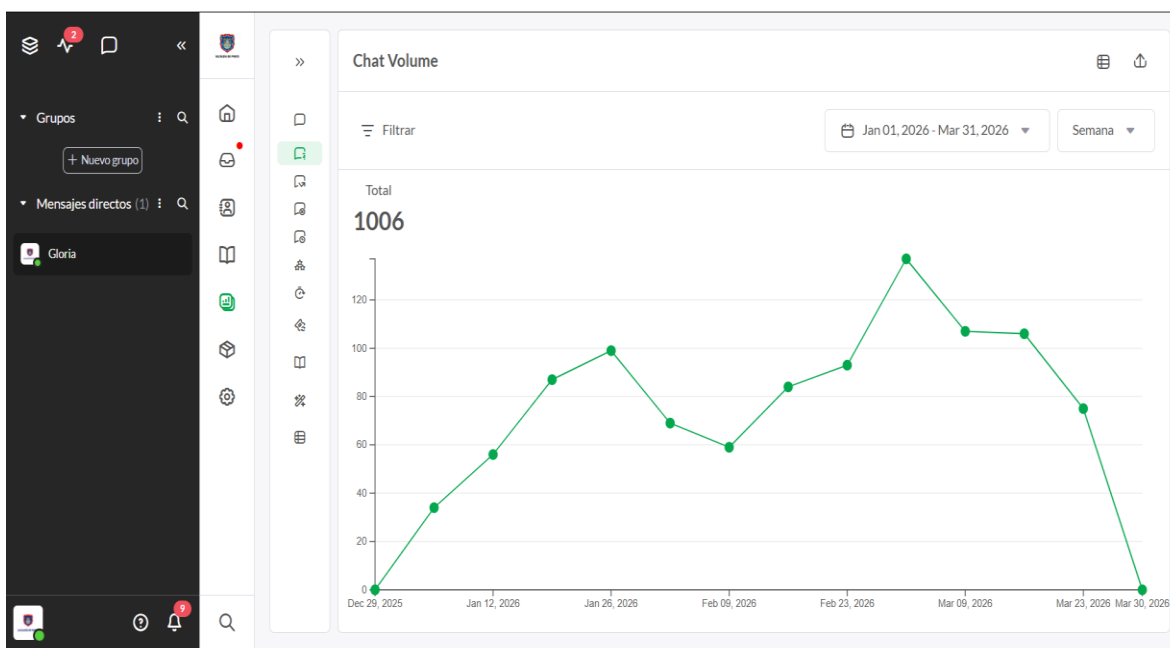 2
Grupos
+ Nuevo grupo
Mensajes directos (1)
Gloria
9
Chat Volume
Filtrar
Jan 01, 2026 - Mar 31, 2026
Semana
Total
1006
120
100
80
60
40
20
0
Dec 29, 2025 Jan 12, 2026 Jan 26, 2026 Feb 09, 2026 Feb 23, 2026 Mar 09, 2026 Mar 23, 2026 Mar 30, 2026